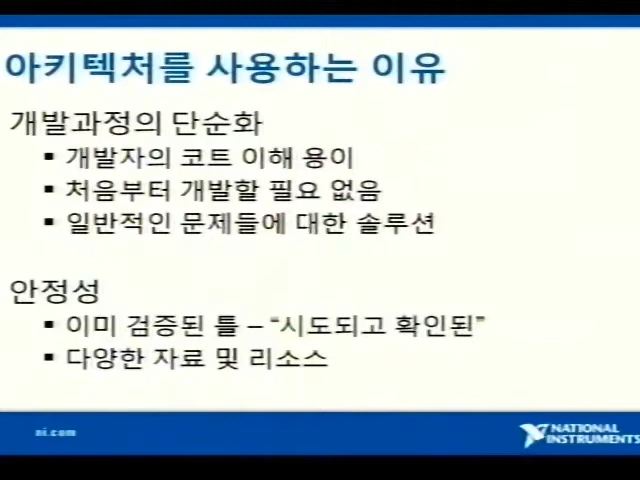 아키텍처를 사용하는 이유
개발과정의 단순화
▪ 개발자의 코트 이해 용이
▪ 처음부터 개발할 필요 없음
▪ 일반적인 문제들에 대한 솔루션
안정성
▪ 이미 검증된 틀 – “시도되고 확인된”
▪ 다양한 자료 및 리소스
ni.com
NATIONAL
INSTRUMENTS